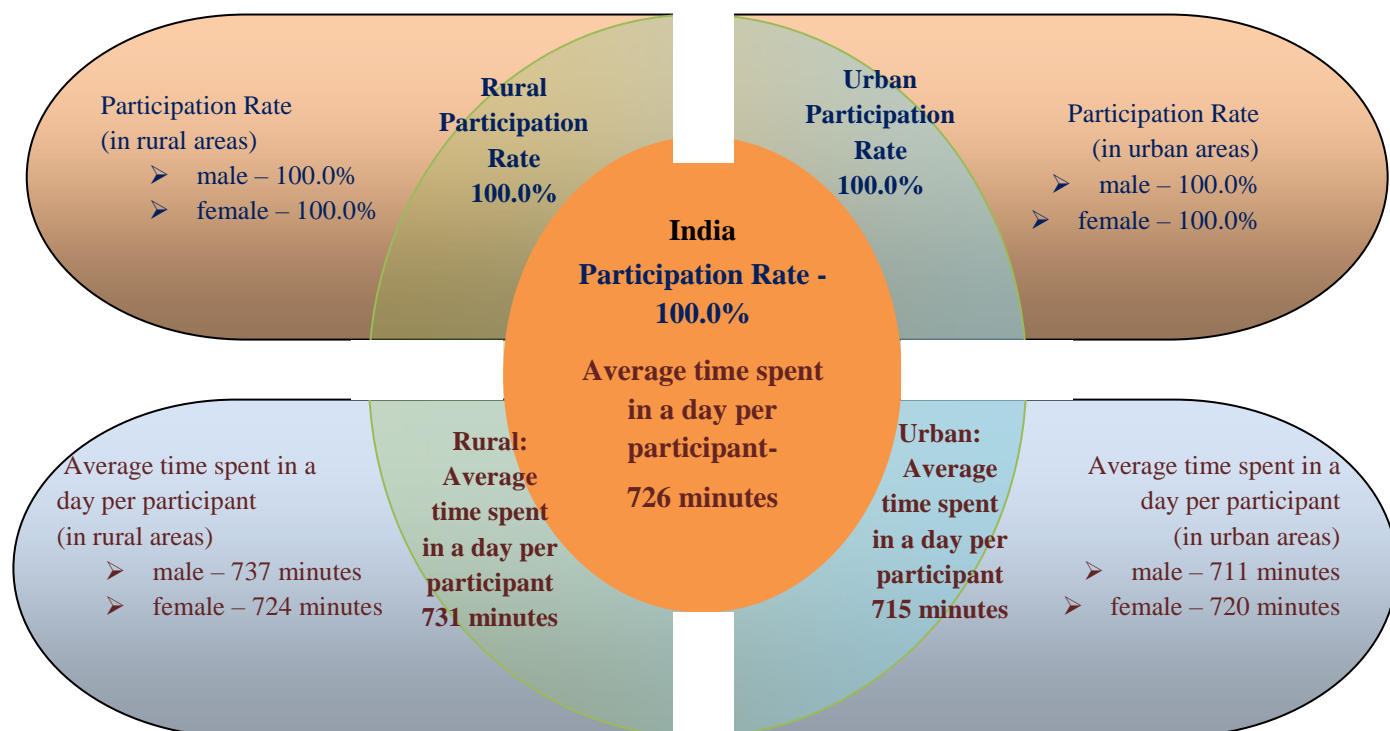 Participation Rate
(in rural areas)
➢ male – 100.0%
➢ female – 100.0%
Rural
Participation
Rate
100.0%
Urban
Participation
Rate
100.0%
Participation Rate
(in urban areas)
➢ male – 100.0%
➢ female – 100.0%
India
Participation Rate -
100.0%
Average time spent
in a day per
participant-
726 minutes
Average time spent in a
day per participant
(in rural areas)
➢ male – 737 minutes
➢ female – 724 minutes
Rural:
Average
time spent
in a day per
participant
731 minutes
Urban:
Average
time spent
in a day per
participant
715 minutes
Average time spent in a
day per participant
(in urban areas)
➢ male – 711 minutes
➢ female – 720 minutes